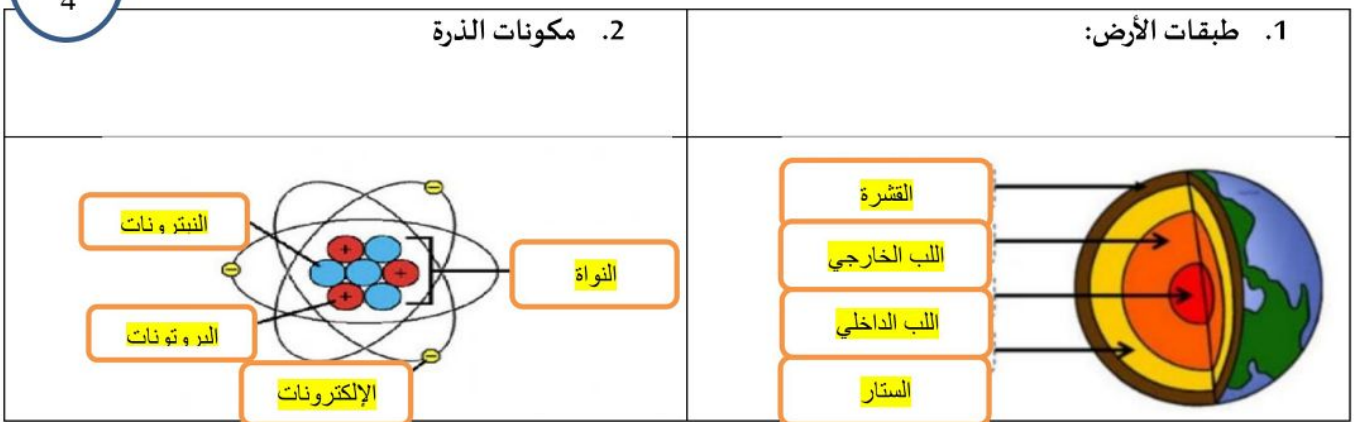 4
1. طبقات الأرض:
2. مكونات الذرة
القشرة
اللب الخارجي
اللب الداخلي
الستار
النيترونات
النواة
البروتونات
الإلكترونات